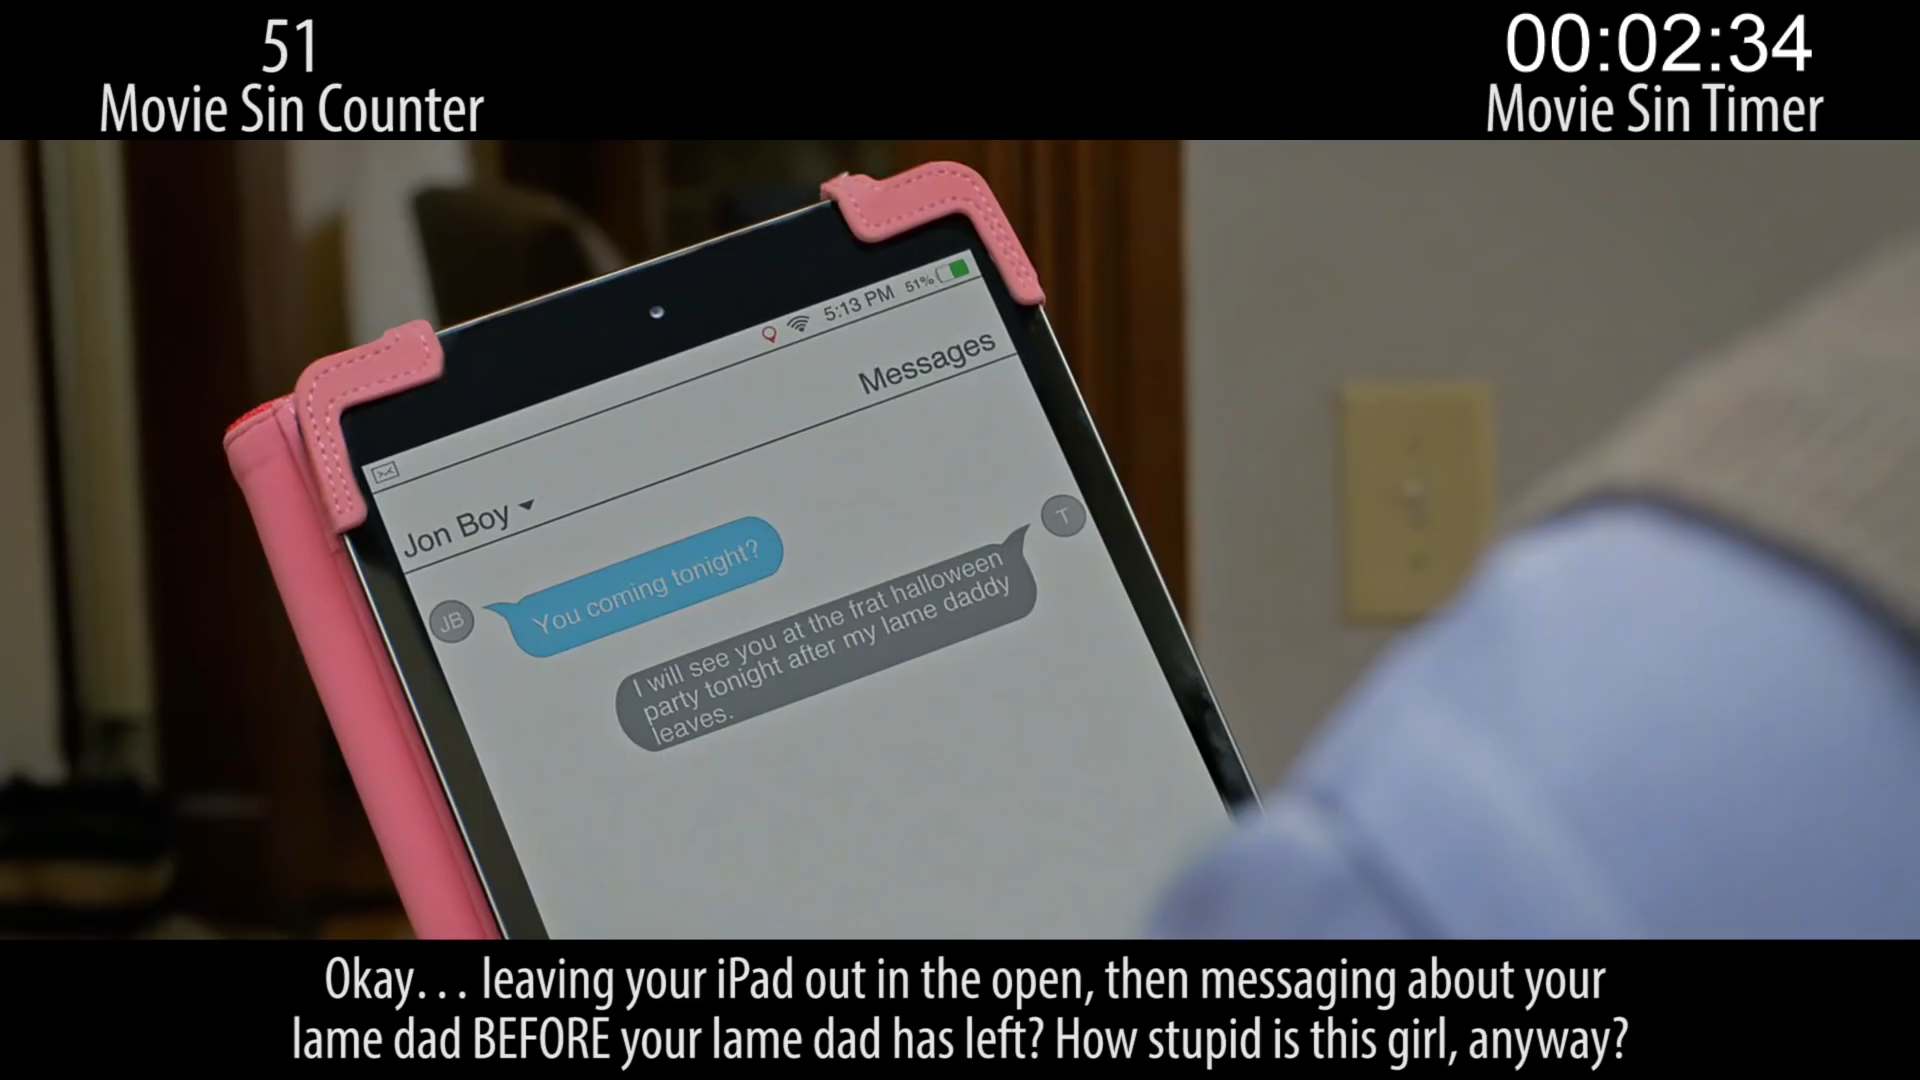 51
Movie Sin Counter
00:02:34
Movie Sin Timer
5:13 PM 51%
Messages
Jon Boy
JB
You coming tonight?
T
I will see you at the frat halloween
party tonight after my lame daddy
leaves.
Okay... leaving your iPad out in the open, then messaging about your
lame dad BEFORE your lame dad has left? How stupid is this girl, anyway?